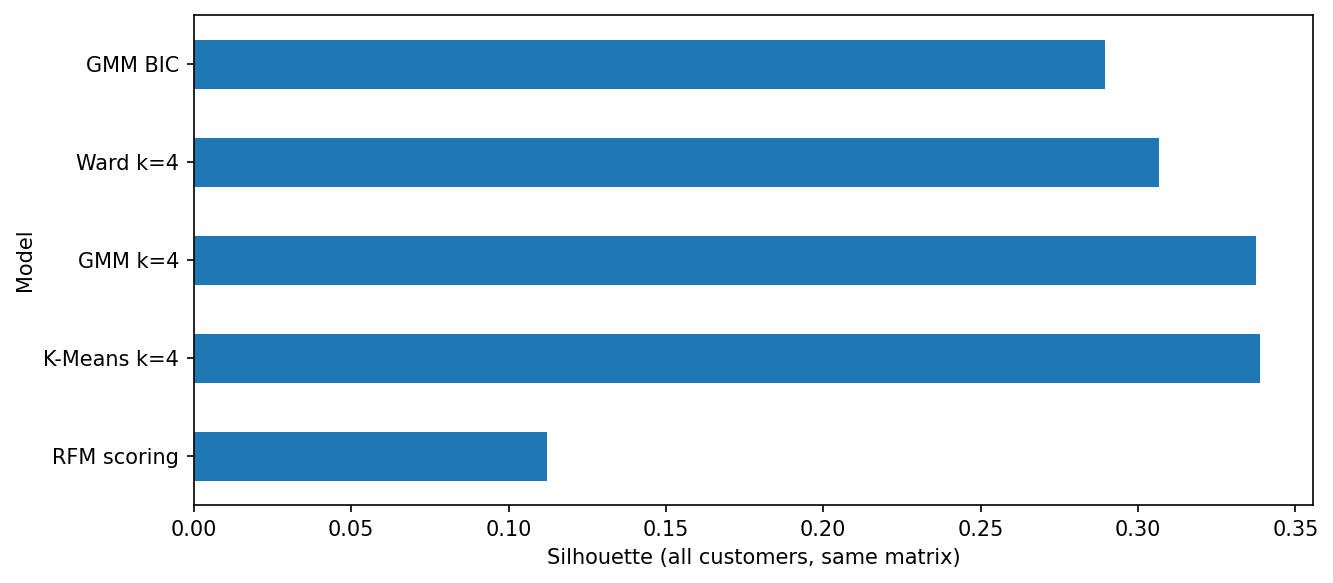 GMM BIC
Ward k=4
GMM k=4
K-Means k=4
RFM scoring
Model
0.00 0.05 0.10 0.15 0.20 0.25 0.30 0.35
Silhouette (all customers, same matrix)